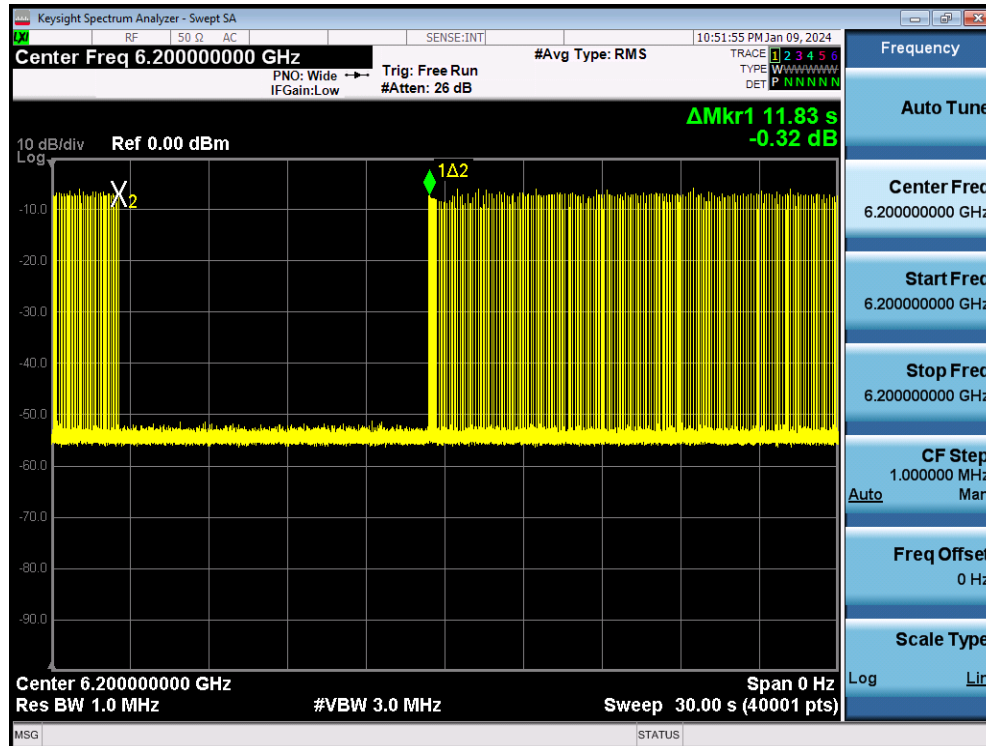 Keysight Spectrum Analyzer - Swept SA
LXI RF 50 Ω AC SENSE:INT 10:51:55 PM Jan 09, 2024
Center Freq 6.200000000 GHz #Avg Type: RMS TRACE 1 2 3 4 5 6
PNO: Wide Trig: Free Run TYPE WWWWWW
IFGain:Low #Atten: 26 dB DET P N N N N N
ΔMkr1 11.83 s
-0.32 dB
10 dB/div Ref 0.00 dBm
Log
1Δ2
X2
-10.0
-20.0
-30.0
-40.0
-50.0
-60.0
-70.0
-80.0
-90.0
Center 6.200000000 GHz Span 0 Hz
Res BW 1.0 MHz #VBW 3.0 MHz Sweep 30.00 s (40001 pts)
MSG STATUS
Frequency
Auto Tune
Center Freq
6.200000000 GHz
Start Freq
6.200000000 GHz
Stop Freq
6.200000000 GHz
CF Step
1.000000 MHz
Auto Man
Freq Offset
0 Hz
Scale Type
Log Lin